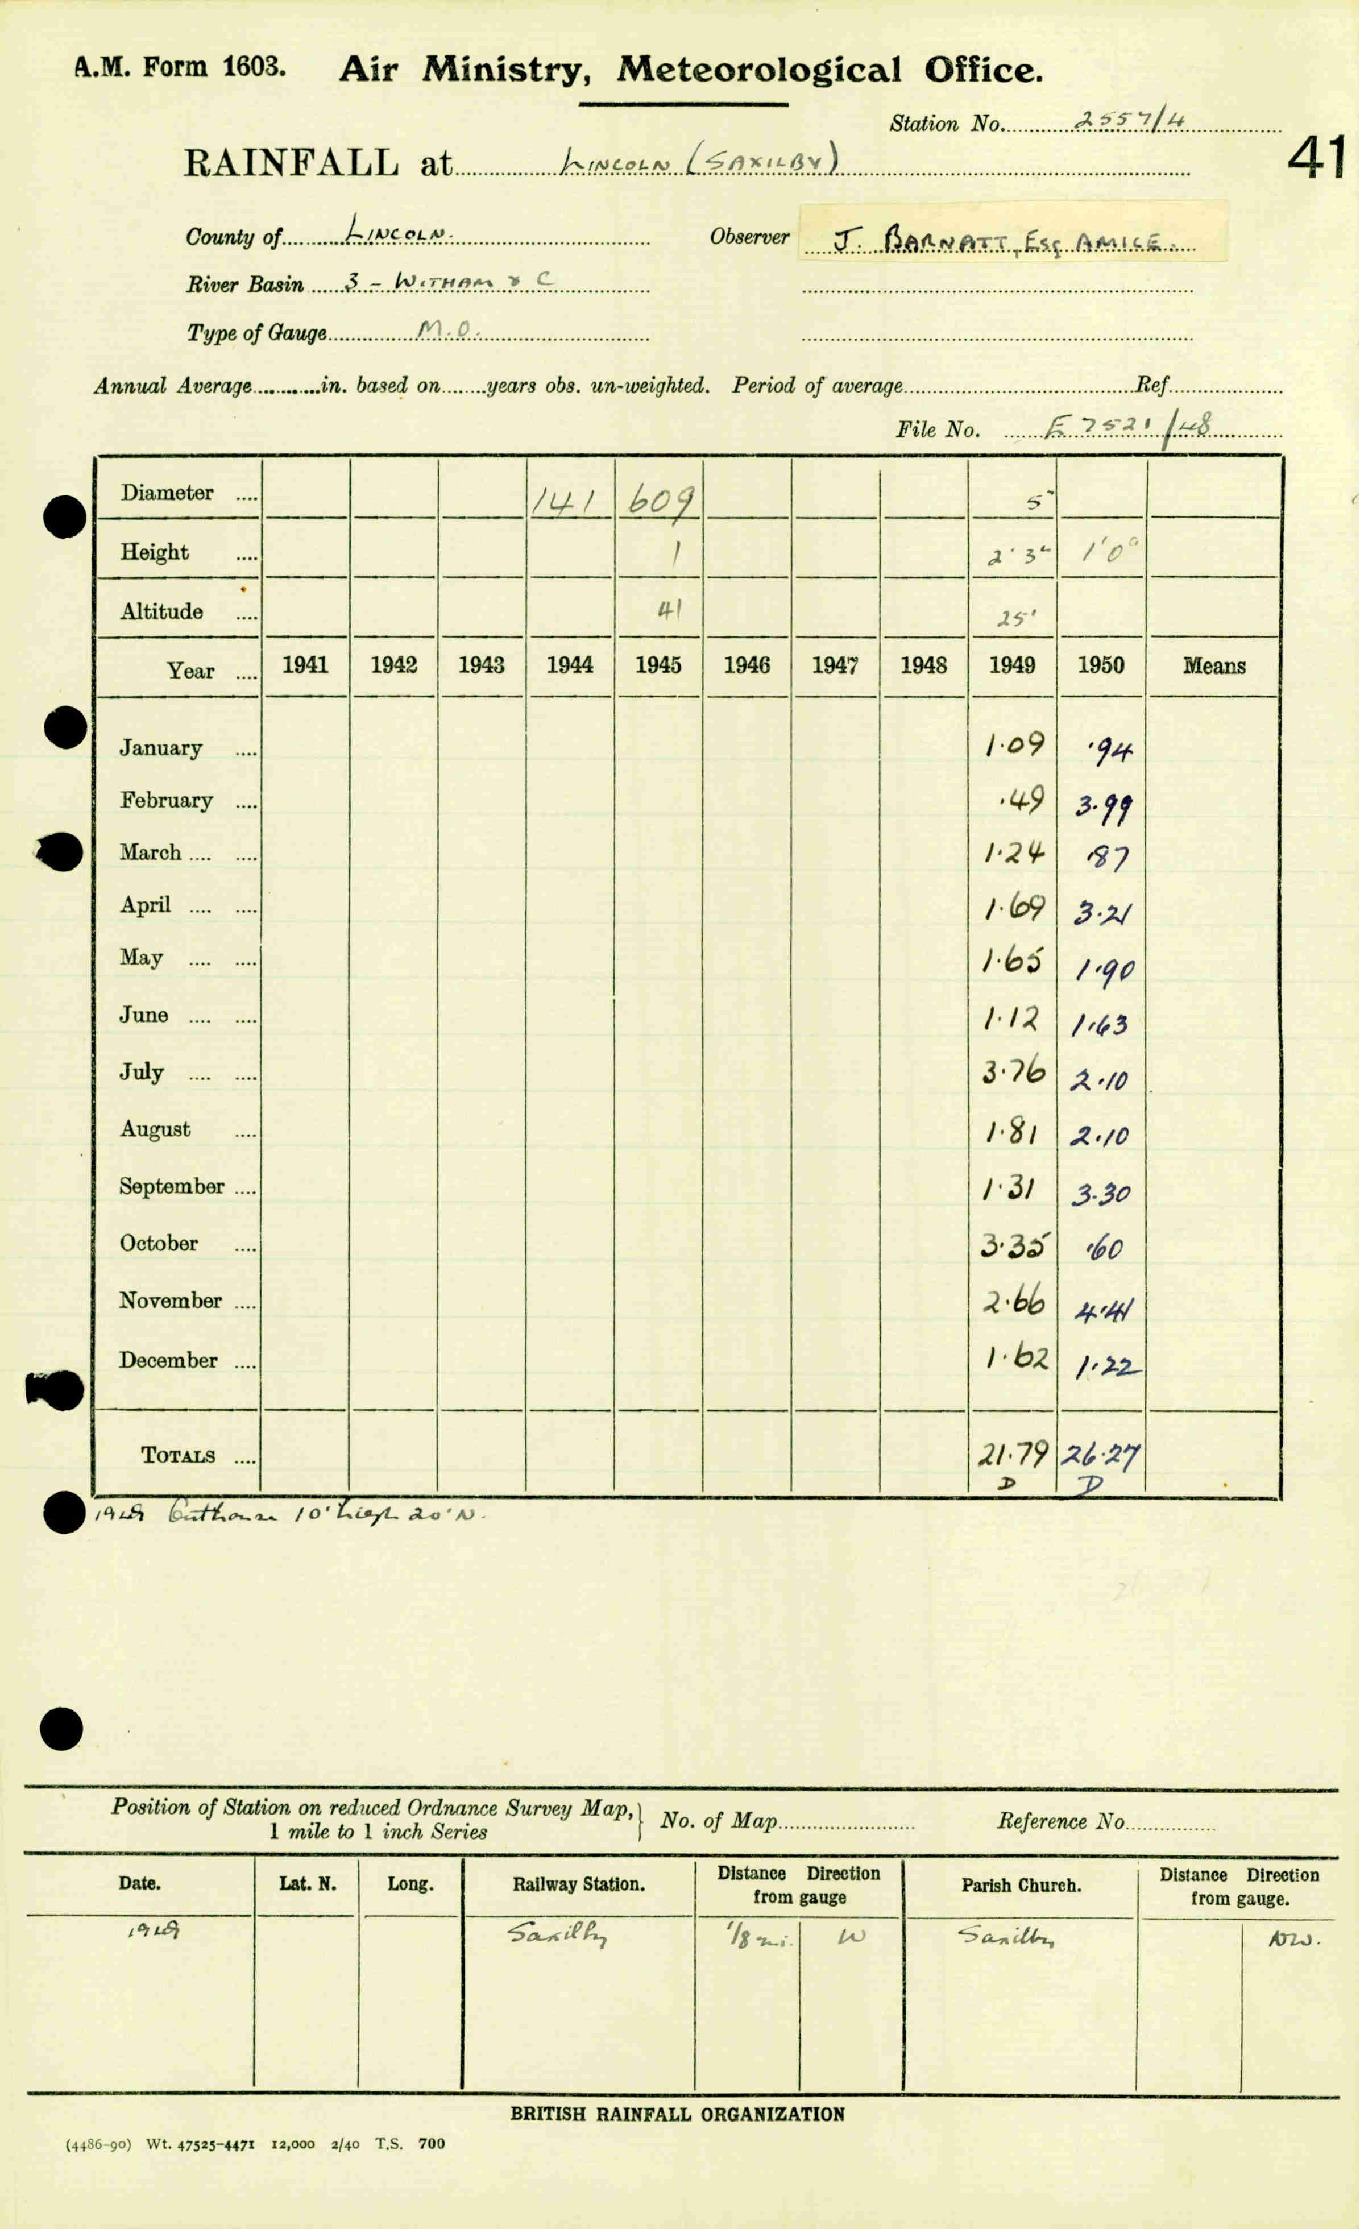 A.M. Form 1603. Air Ministry, Meteorological Office.
Station No. 2557/4
41
RAINFALL at LINCOLN (SAXILBY)
County of LINCOLN. Observer J. BARNATT, ESQ AMICE.
River Basin 3 - WITHAM & C
Type of Gauge M.O.
Annual Average in. based on years obs. un-weighted. Period of average Ref.
File No. E 7521/48
Diameter .... 141 609 5"
Height .... 1 2' 3" 1'0"
Altitude .... 41 25'
Year .... 1941 1942 1943 1944 1945 1946 1947 1948 1949 1950 Means
January .... 1.09 .94
February .... .49 3.99
March .... .... 1.24 .87
April .... .... 1.69 3.21
May .... .... 1.65 1.90
June .... .... 1.12 1.63
July .... .... 3.76 2.10
August .... 1.81 2.10
September .... 1.31 3.30
October .... 3.35 .60
November .... 2.66 4.41
December .... 1.62 1.22
TOTALS .... 21.79 26.27
D D
Outhouse 10' high 20' N.
Position of Station on reduced Ordnance Survey Map, } No. of Map Reference No.
1 mile to 1 inch Series
Date. Lat. N. Long. Railway Station. Distance Direction from gauge Parish Church. Distance Direction from gauge.
Saxilby 1/8 mi. W Saxilby NW.
BRITISH RAINFALL ORGANIZATION
(4486-90) Wt. 47525-4471 12,000 2/40 T.S. 700